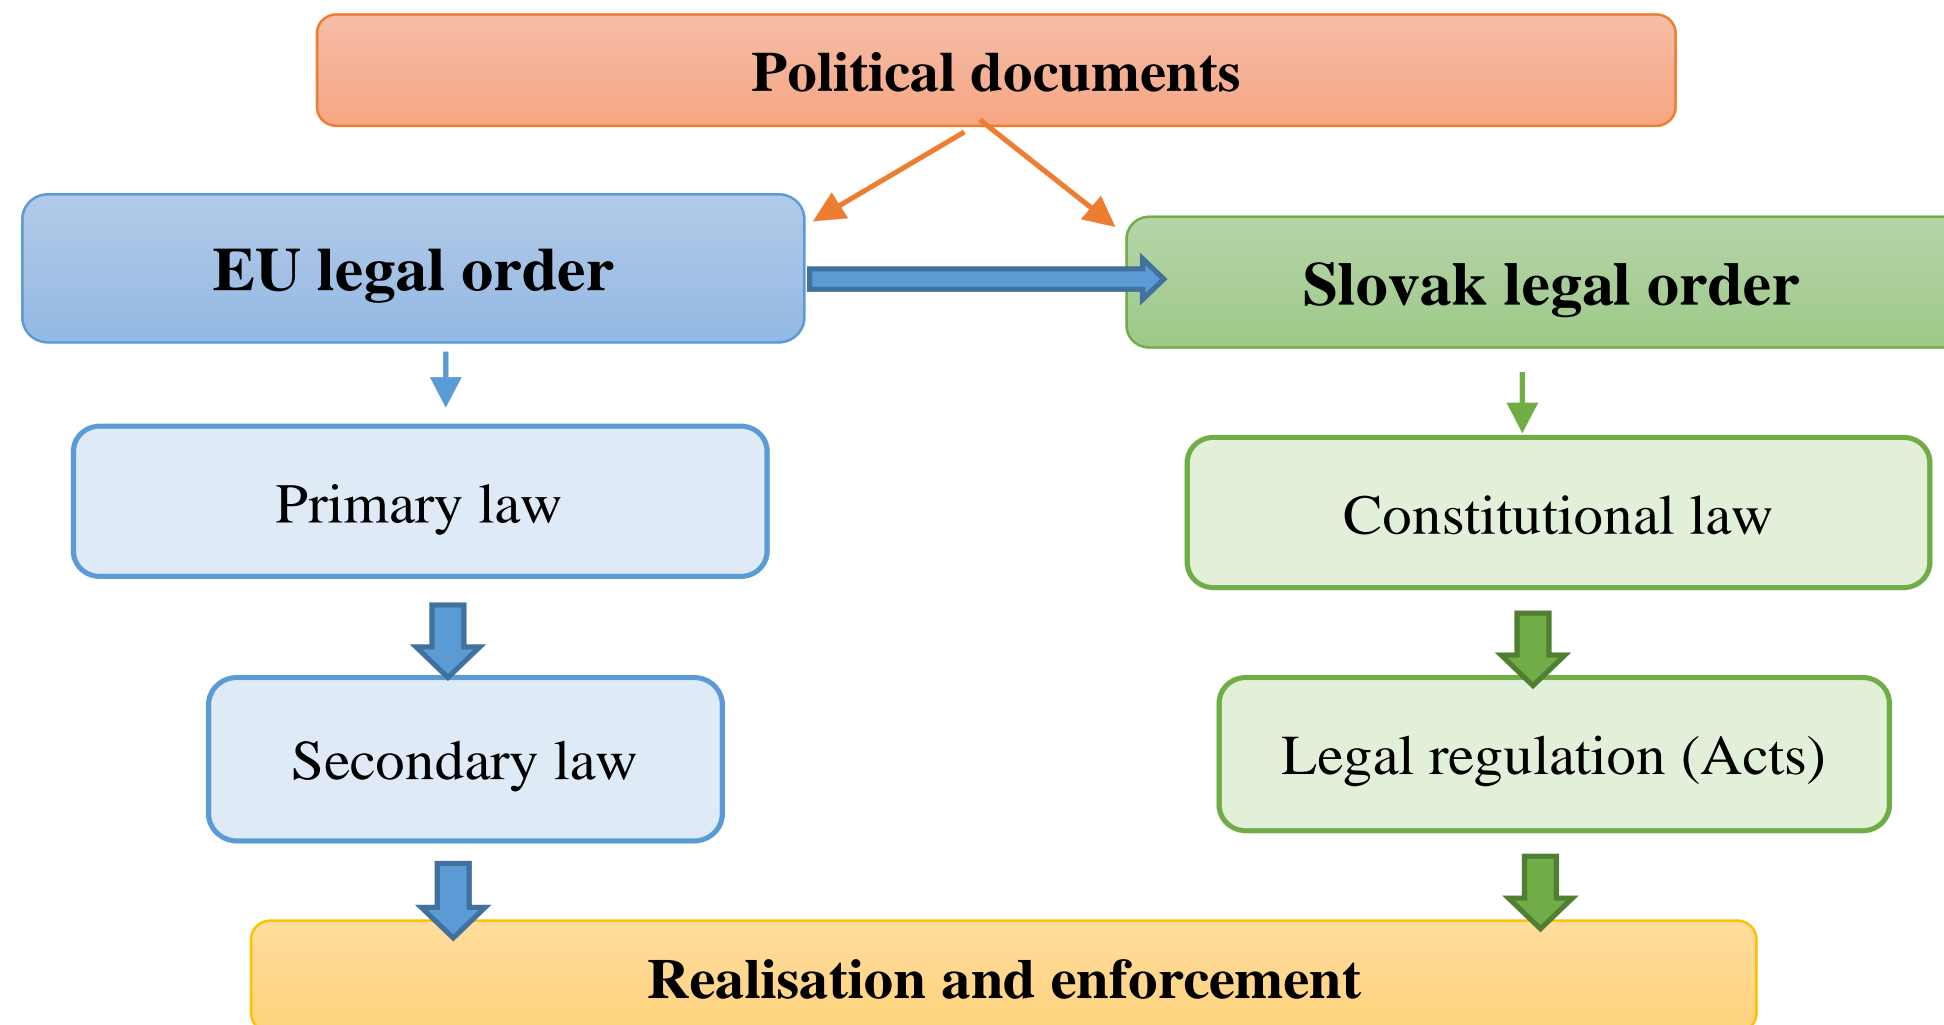 Political documents
EU legal order
Slovak legal order
Primary law
Constitutional law
Secondary law
Legal regulation (Acts)
Realisation and enforcement